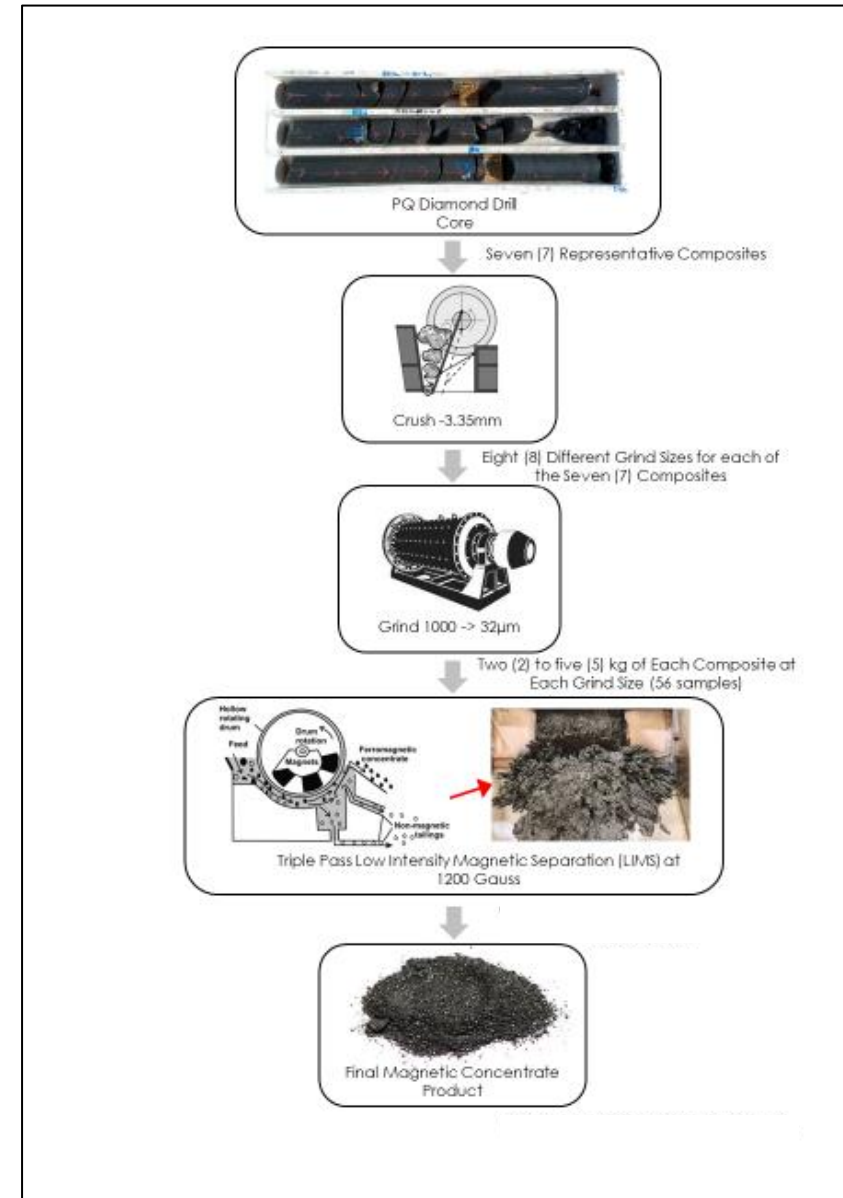 PQ Diamond Drill
Core
Seven (7) Representative Composites
Crush -3.35mm
Eight (8) Different Grind Sizes for each of
the Seven (7) Composites
Grind 1000 -> 32µm
Two (2) to five (5) kg of Each Composite at
Each Grind Size (56 samples)
Hollow
rotating
drum
Feed
Drum
rotation
Magnets
Ferromagnetic
concentrate
Non-magnetic
tailings
Triple Pass Low Intensity Magnetic Separation (LIMS) at
1200 Gauss
Final Magnetic Concentrate
Product